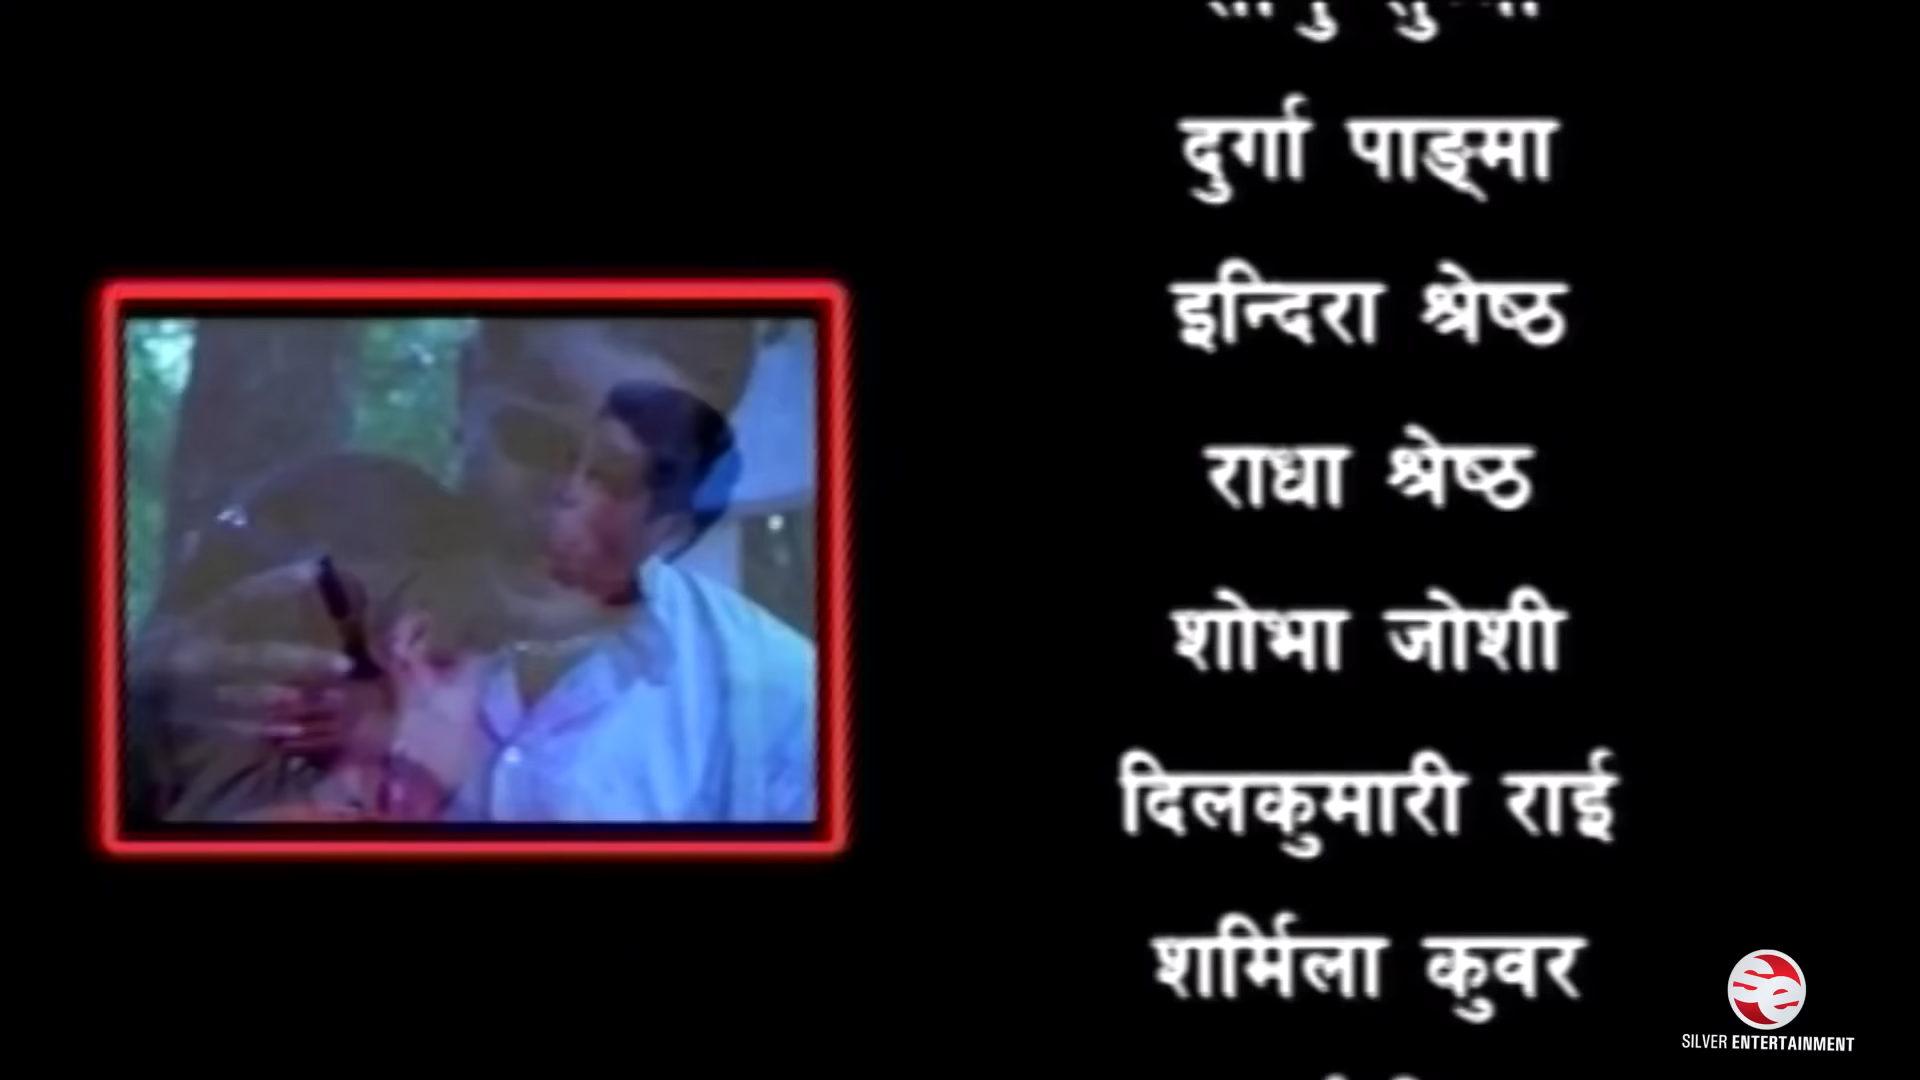 दुर्गा पाङ्मा
इन्दिरा श्रेष्ठ
राधा श्रेष्ठ
शोभा जोशी
दिलकुमारी राई
शर्मिला कुवर
SILVER ENTERTAINMENT